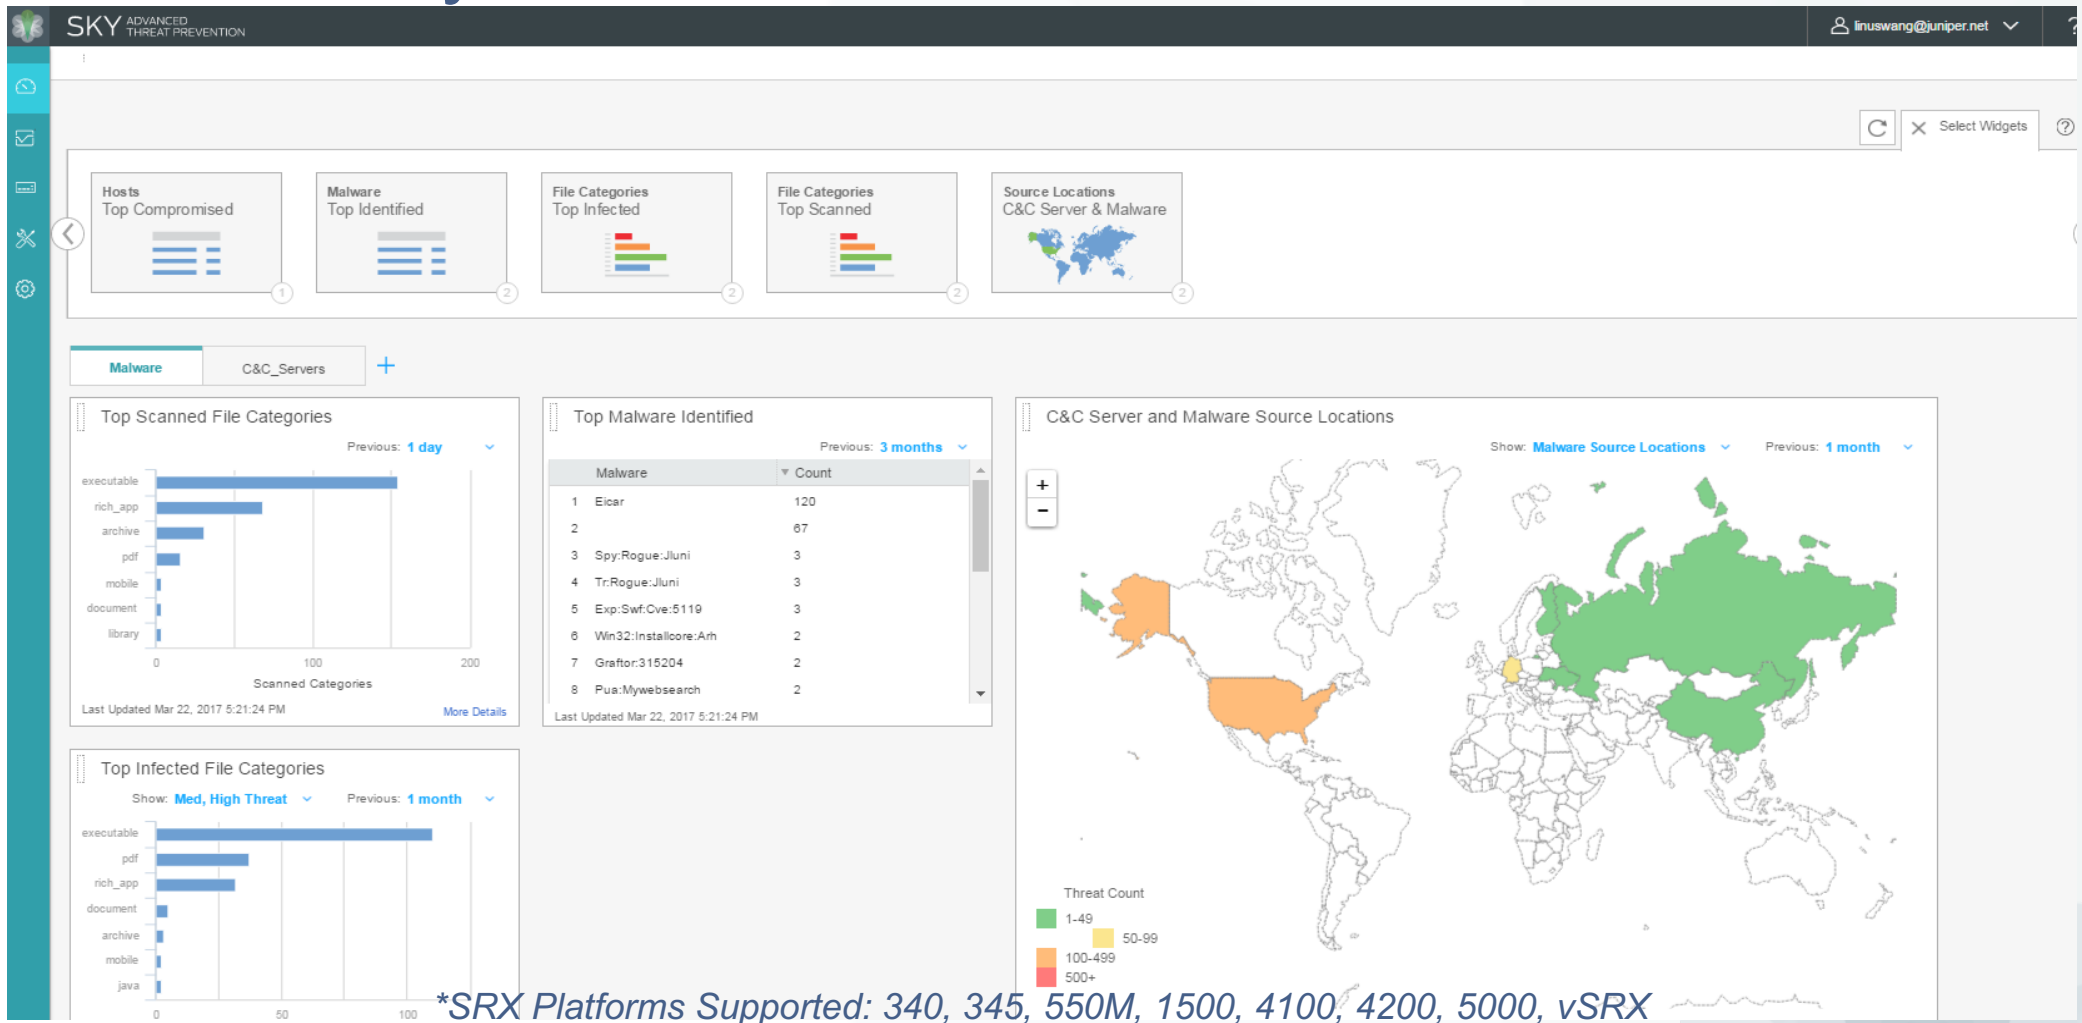 SKY ADVANCED THREAT PREVENTION
linuswang@juniper.net
?
Select Widgets
Hosts
Top Compromised
1
Malware
Top Identified
2
File Categories
Top Infected
2
File Categories
Top Scanned
2
Source Locations
C&C Server & Malware
2
Malware
C&C_Servers
+
Top Scanned File Categories
Previous: 1 day
executable
rich_app
archive
pdf
mobile
document
library
0 100 200
Scanned Categories
Last Updated Mar 22, 2017 5:21:24 PM
More Details
Top Malware Identified
Previous: 3 months
Malware Count
1 Eicar 120
2 67
3 Spy:Rogue:Jluni 3
4 Tr:Rogue:Jluni 3
5 Exp:Swf:Cve:5119 3
6 Win32:Installcore:Arh 2
7 Graftor:315204 2
8 Pua:Mywebsearch 2
Last Updated Mar 22, 2017 5:21:24 PM
C&C Server and Malware Source Locations
Show: Malware Source Locations Previous: 1 month
+
−
Threat Count
1-49
50-99
100-499
500+
Top Infected File Categories
Show: Med, High Threat Previous: 1 month
executable
pdf
rich_app
document
archive
mobile
java
0 50 100
*SRX Platforms Supported: 340, 345, 550M, 1500, 4100, 4200, 5000, vSRX